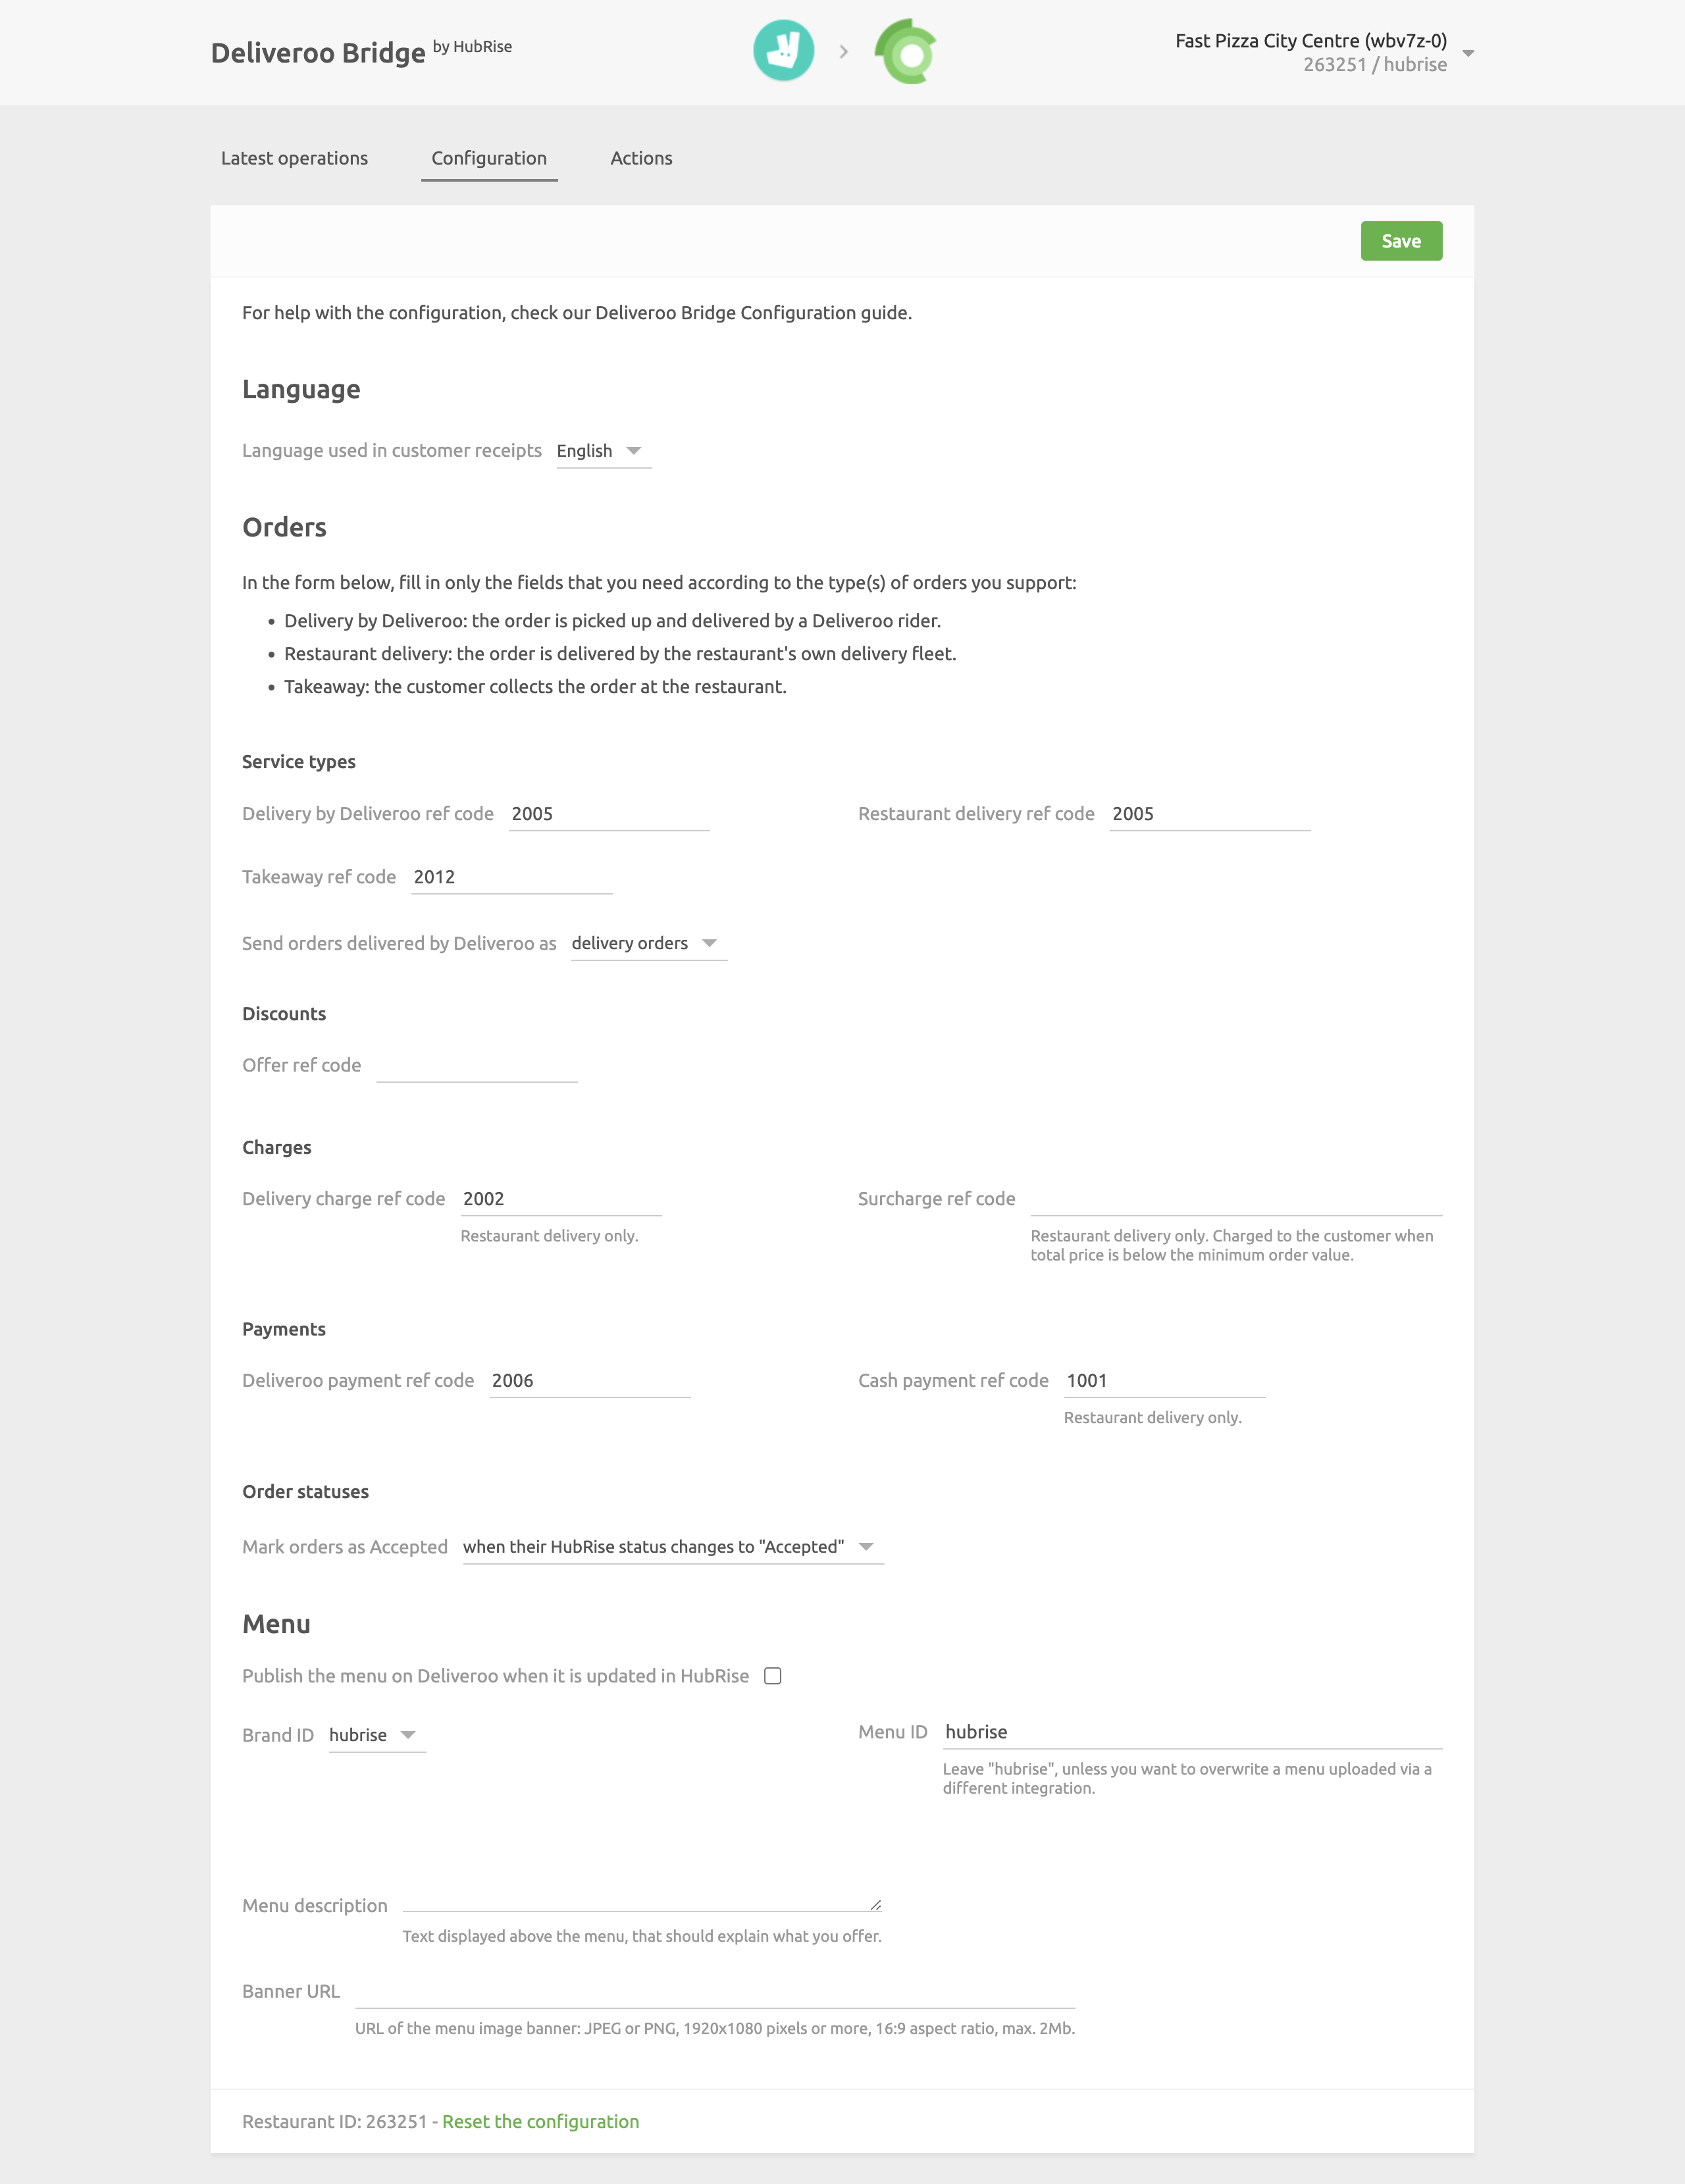 Deliveroo Bridge by HubRise
Fast Pizza City Centre (wbv7z-0)
263251 / hubrise
Latest operations
Configuration
Actions
Save
For help with the configuration, check our Deliveroo Bridge Configuration guide.
Language
Language used in customer receipts English
Orders
In the form below, fill in only the fields that you need according to the type(s) of orders you support:
• Delivery by Deliveroo: the order is picked up and delivered by a Deliveroo rider.
• Restaurant delivery: the order is delivered by the restaurant's own delivery fleet.
• Takeaway: the customer collects the order at the restaurant.
Service types
Delivery by Deliveroo ref code 2005
Restaurant delivery ref code 2005
Takeaway ref code 2012
Send orders delivered by Deliveroo as delivery orders
Discounts
Offer ref code
Charges
Delivery charge ref code 2002
Restaurant delivery only.
Surcharge ref code
Restaurant delivery only. Charged to the customer when
total price is below the minimum order value.
Payments
Deliveroo payment ref code 2006
Cash payment ref code 1001
Restaurant delivery only.
Order statuses
Mark orders as Accepted when their HubRise status changes to "Accepted"
Menu
Publish the menu on Deliveroo when it is updated in HubRise
Brand ID hubrise
Menu ID hubrise
Leave "hubrise", unless you want to overwrite a menu uploaded via a
different integration.
Menu description
Text displayed above the menu, that should explain what you offer.
Banner URL
URL of the menu image banner: JPEG or PNG, 1920x1080 pixels or more, 16:9 aspect ratio, max. 2Mb.
Restaurant ID: 263251 - Reset the configuration